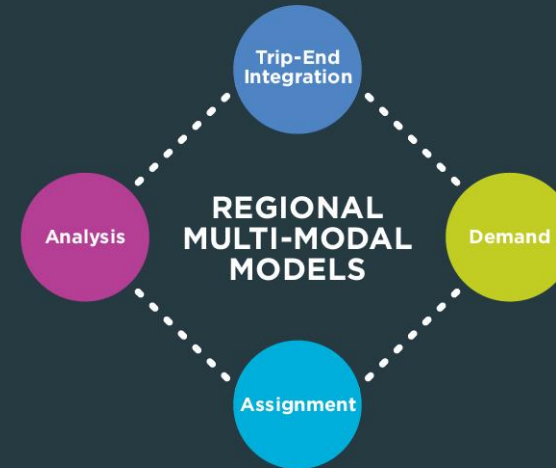 Trip-End
Integration
Analysis
REGIONAL
MULTI-MODAL
MODELS
Demand
Assignment